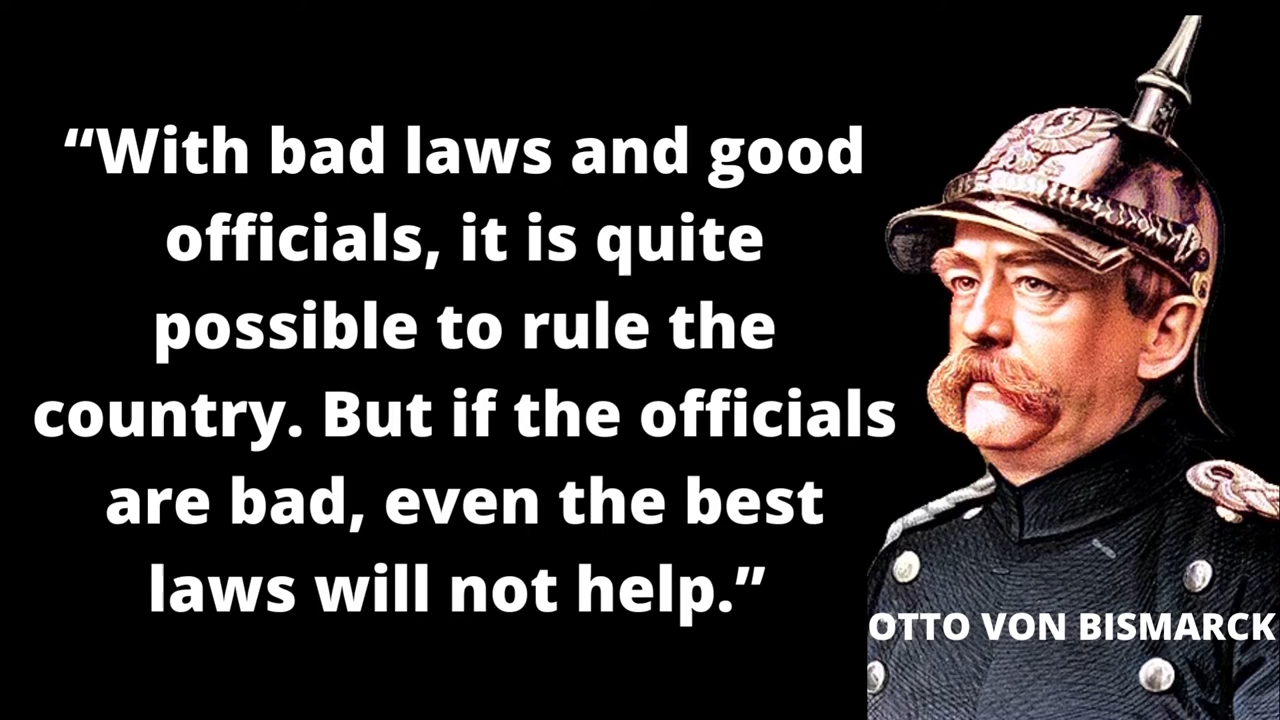 “With bad laws and good
officials, it is quite
possible to rule the
country. But if the officials
are bad, even the best
laws will not help.”
OTTO VON BISMARCK